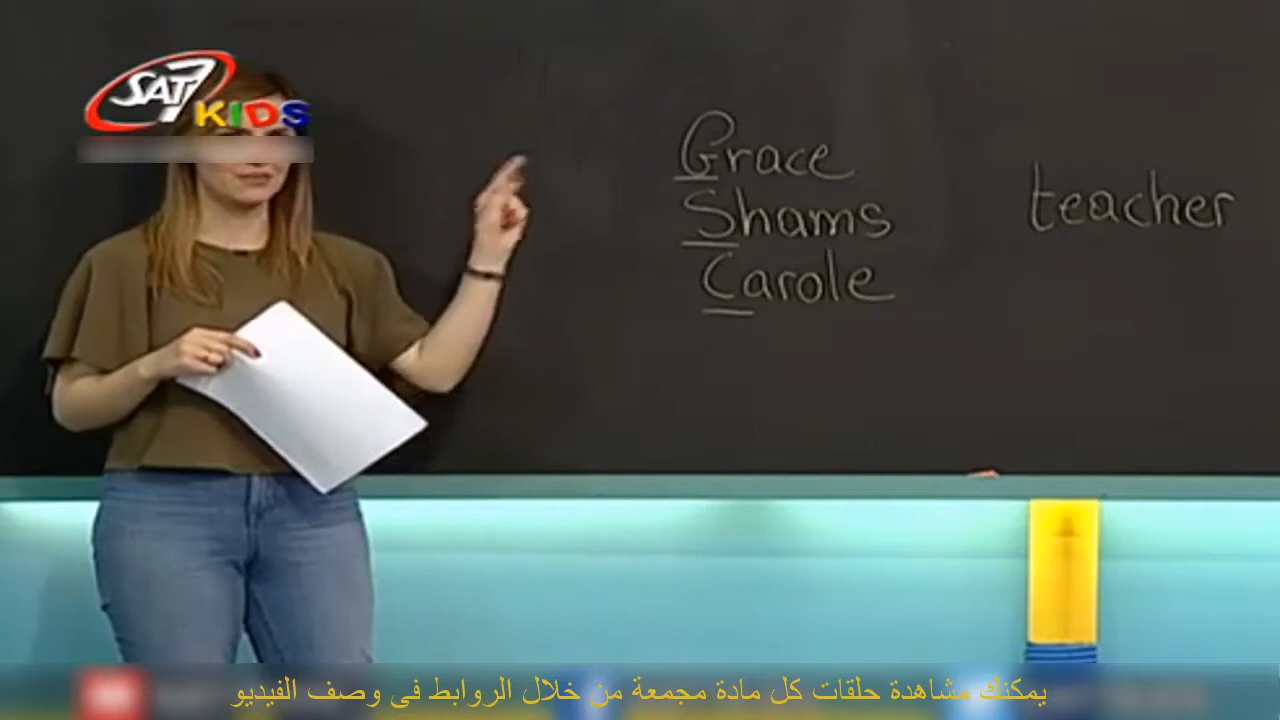 SAT7
KIDS
Grace
Shams
Carole
teacher
يمكنك مشاهدة حلقات كل مادة مجمعة من خلال الروابط فى وصف الفيديو